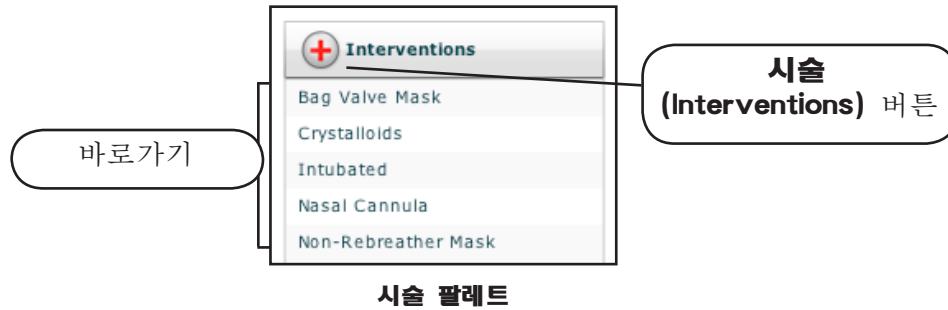 Interventions
Bag Valve Mask
Crystalloids
Intubated
Nasal Cannula
Non-Rebreather Mask
바로가기
시술
(Interventions) 버튼
시술 팔레트